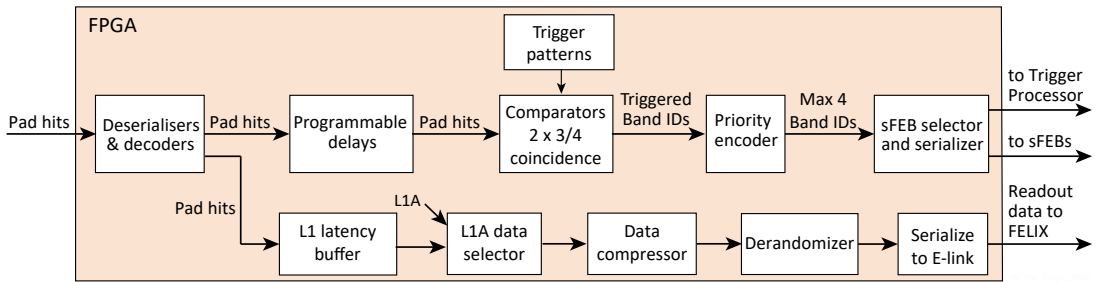 FPGA
Trigger
patterns
Pad hits
Deserialisers
& decoders
Pad hits
Programmable
delays
Pad hits
Comparators
2 x 3/4
coincidence
Triggered
Band IDs
Priority
encoder
Max 4
Band IDs
sFEB selector
and serializer
to Trigger
Processor
to sFEBs
Pad hits
L1 latency
buffer
L1A
L1A data
selector
Data
compressor
Derandomizer
Serialize
to E-link
Readout
data to
FELIX